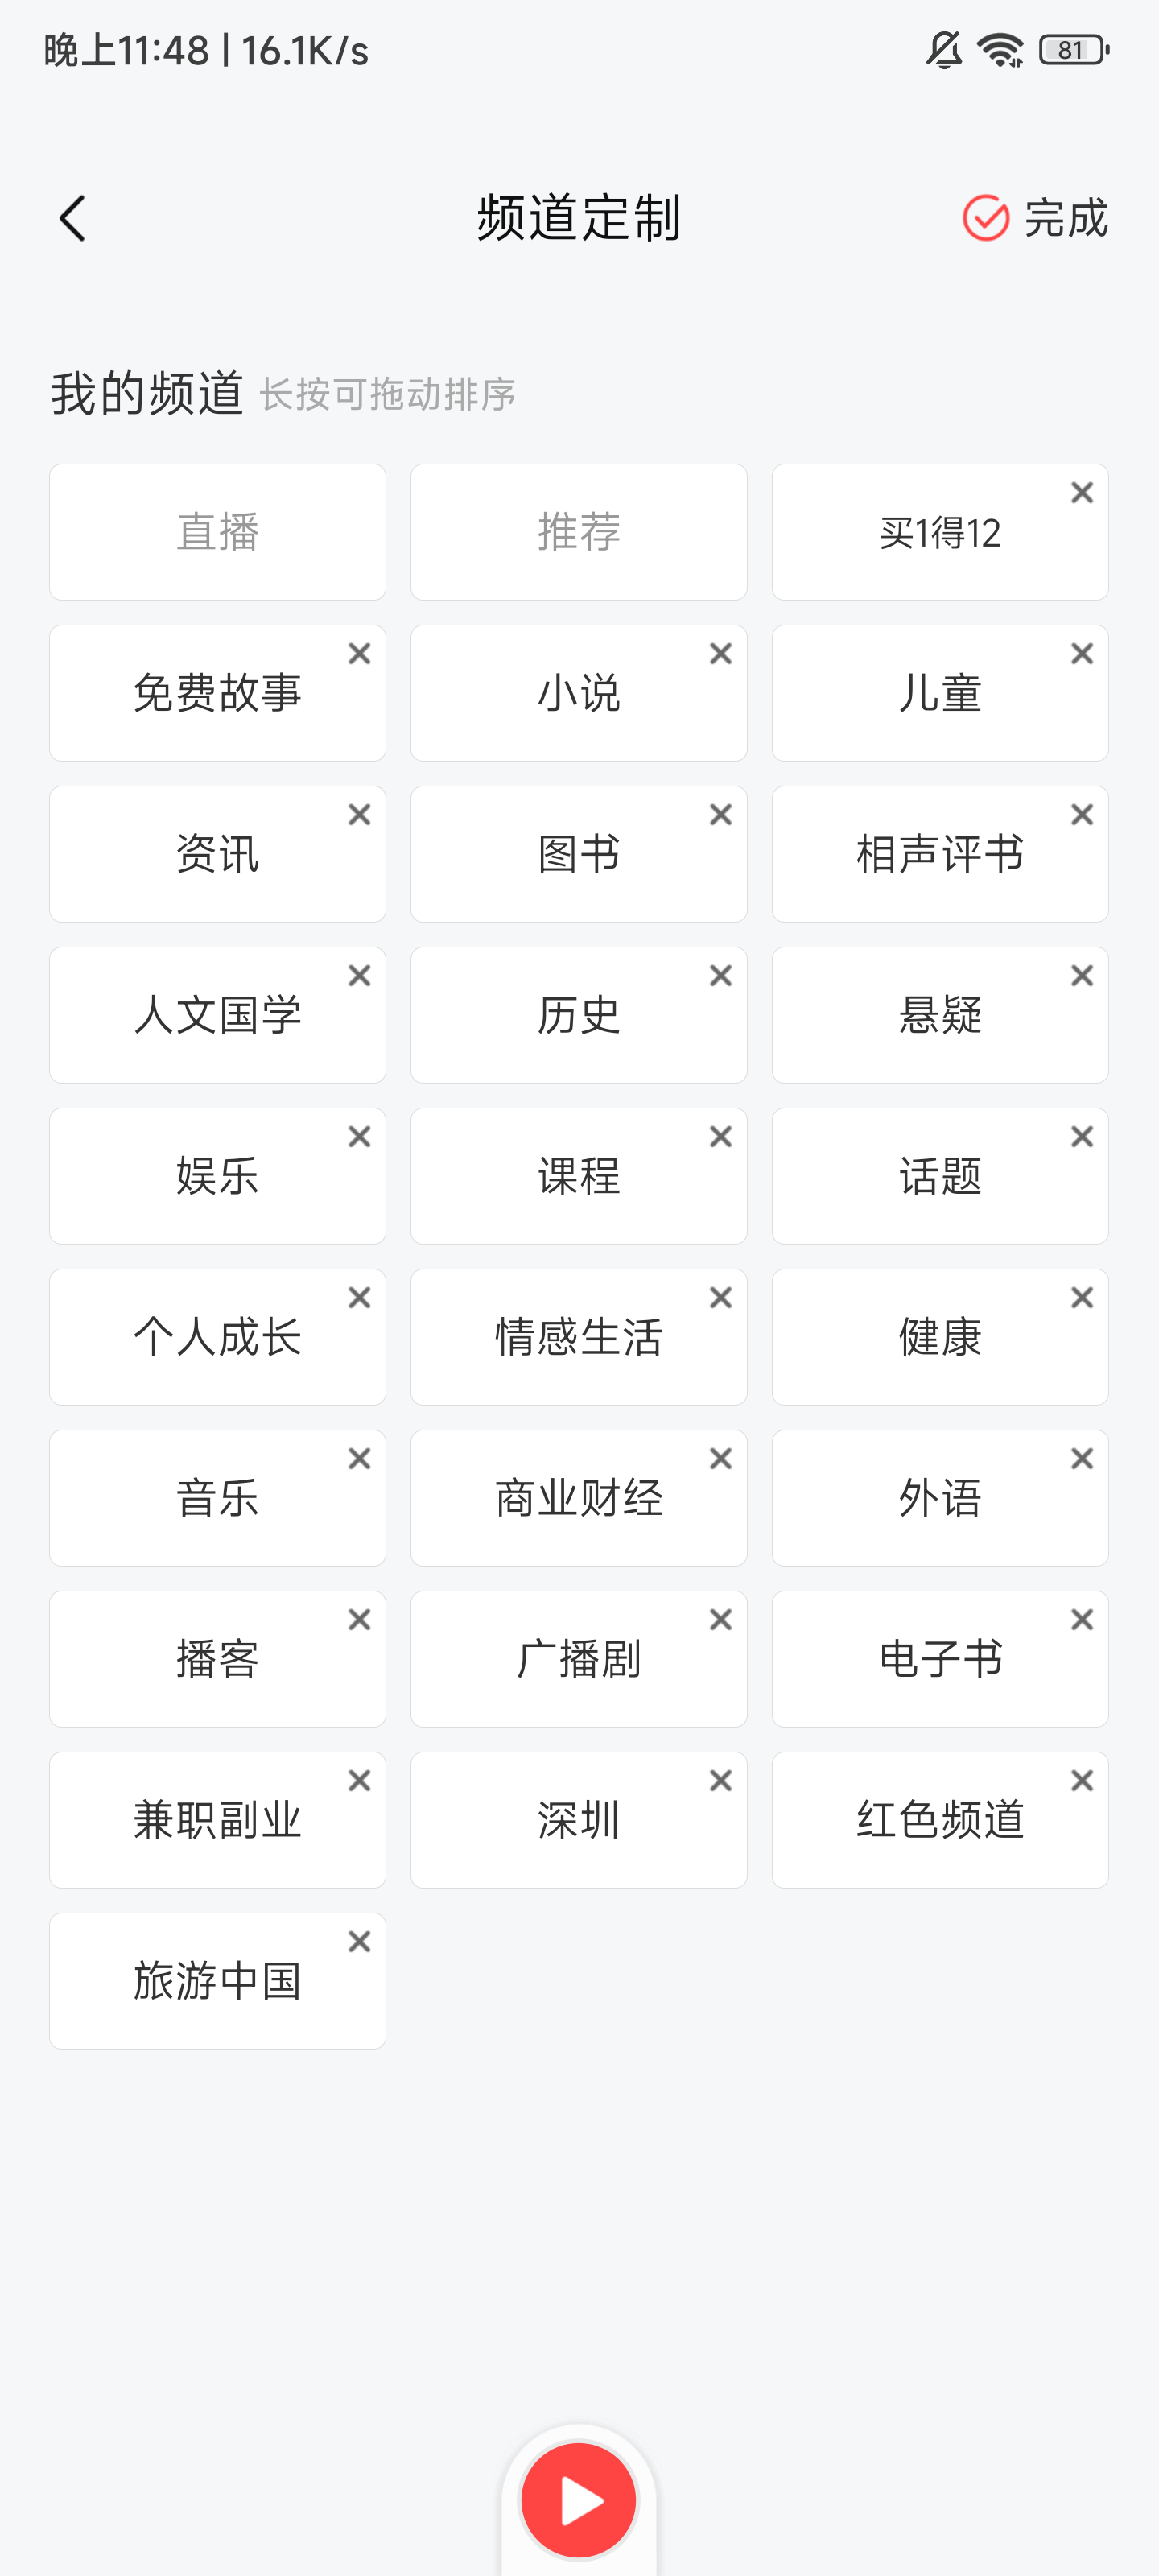 晚上11:48 | 16.1K/s
81
频道定制
完成
我的频道 长按可拖动排序
直播 推荐 买1得12
免费故事 小说 儿童
资讯 图书 相声评书
人文国学 历史 悬疑
娱乐 课程 话题
个人成长 情感生活 健康
音乐 商业财经 外语
播客 广播剧 电子书
兼职副业 深圳 红色频道
旅游中国